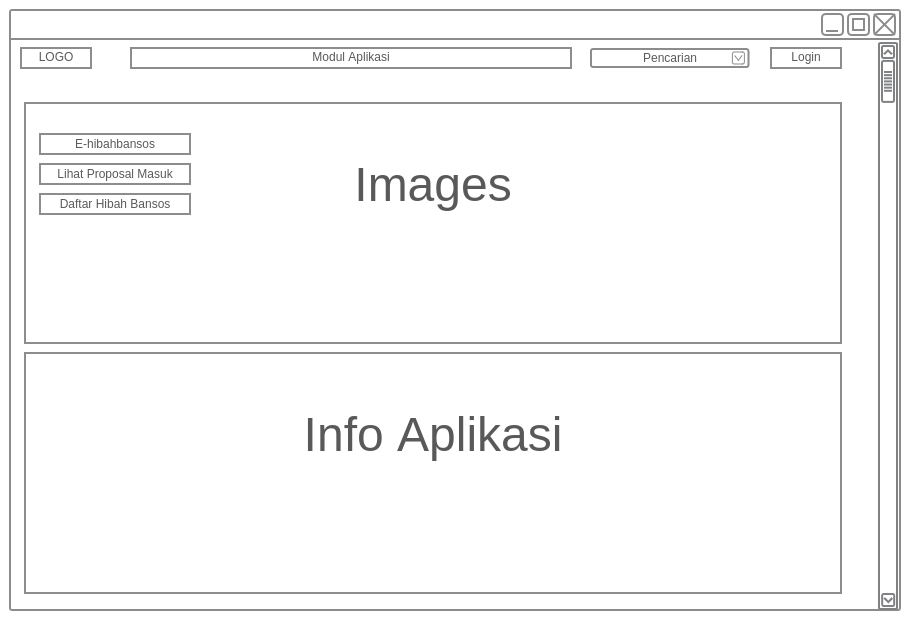 LOGO
Modul Aplikasi
Pencarian
Login
E-hibahbansos
Lihat Proposal Masuk
Daftar Hibah Bansos
Images
Info Aplikasi